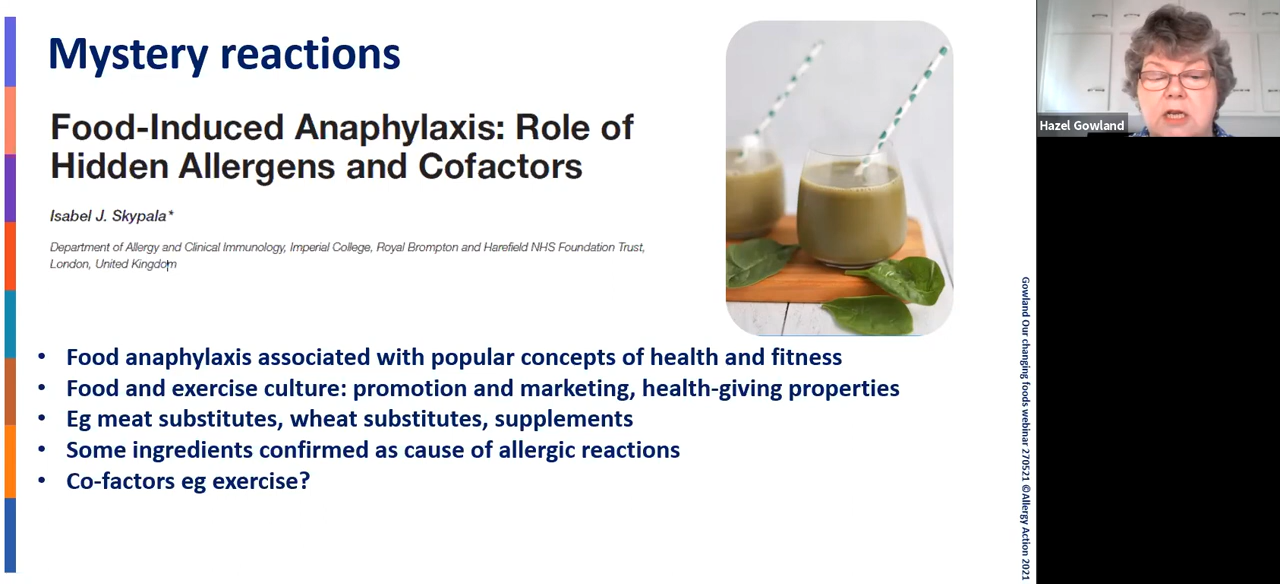 Mystery reactions
Food-Induced Anaphylaxis: Role of
Hidden Allergens and Cofactors
Isabel J. Skypala*
Department of Allergy and Clinical Immunology, Imperial College, Royal Brompton and Harefield NHS Foundation Trust,
London, United Kingdom
• Food anaphylaxis associated with popular concepts of health and fitness
• Food and exercise culture: promotion and marketing, health-giving properties
• Eg meat substitutes, wheat substitutes, supplements
• Some ingredients confirmed as cause of allergic reactions
• Co-factors eg exercise?
Gowland Our changing foods webinar 270521 ©Allergy Action 2021
Hazel Gowland